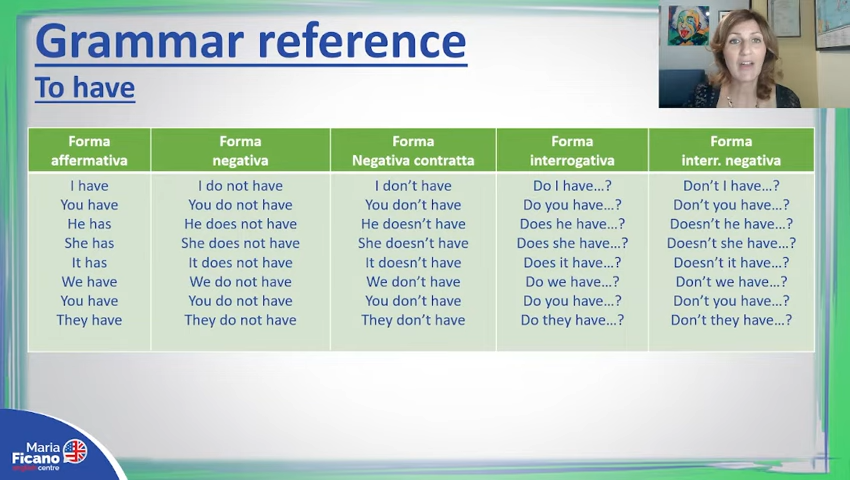 Grammar reference
To have
Forma affermativa | Forma negativa | Forma Negativa contratta | Forma interrogativa | Forma interr. negativa
I have | I do not have | I don't have | Do I have...? | Don't I have...?
You have | You do not have | You don't have | Do you have...? | Don't you have...?
He has | He does not have | He doesn't have | Does he have...? | Doesn't he have...?
She has | She does not have | She doesn't have | Does she have...? | Doesn't she have...?
It has | It does not have | It doesn't have | Does it have...? | Doesn't it have...?
We have | We do not have | We don't have | Do we have...? | Don't we have...?
You have | You do not have | You don't have | Do you have...? | Don't you have...?
They have | They do not have | They don't have | Do they have...? | Don't they have...?
Maria
Ficano
english centre